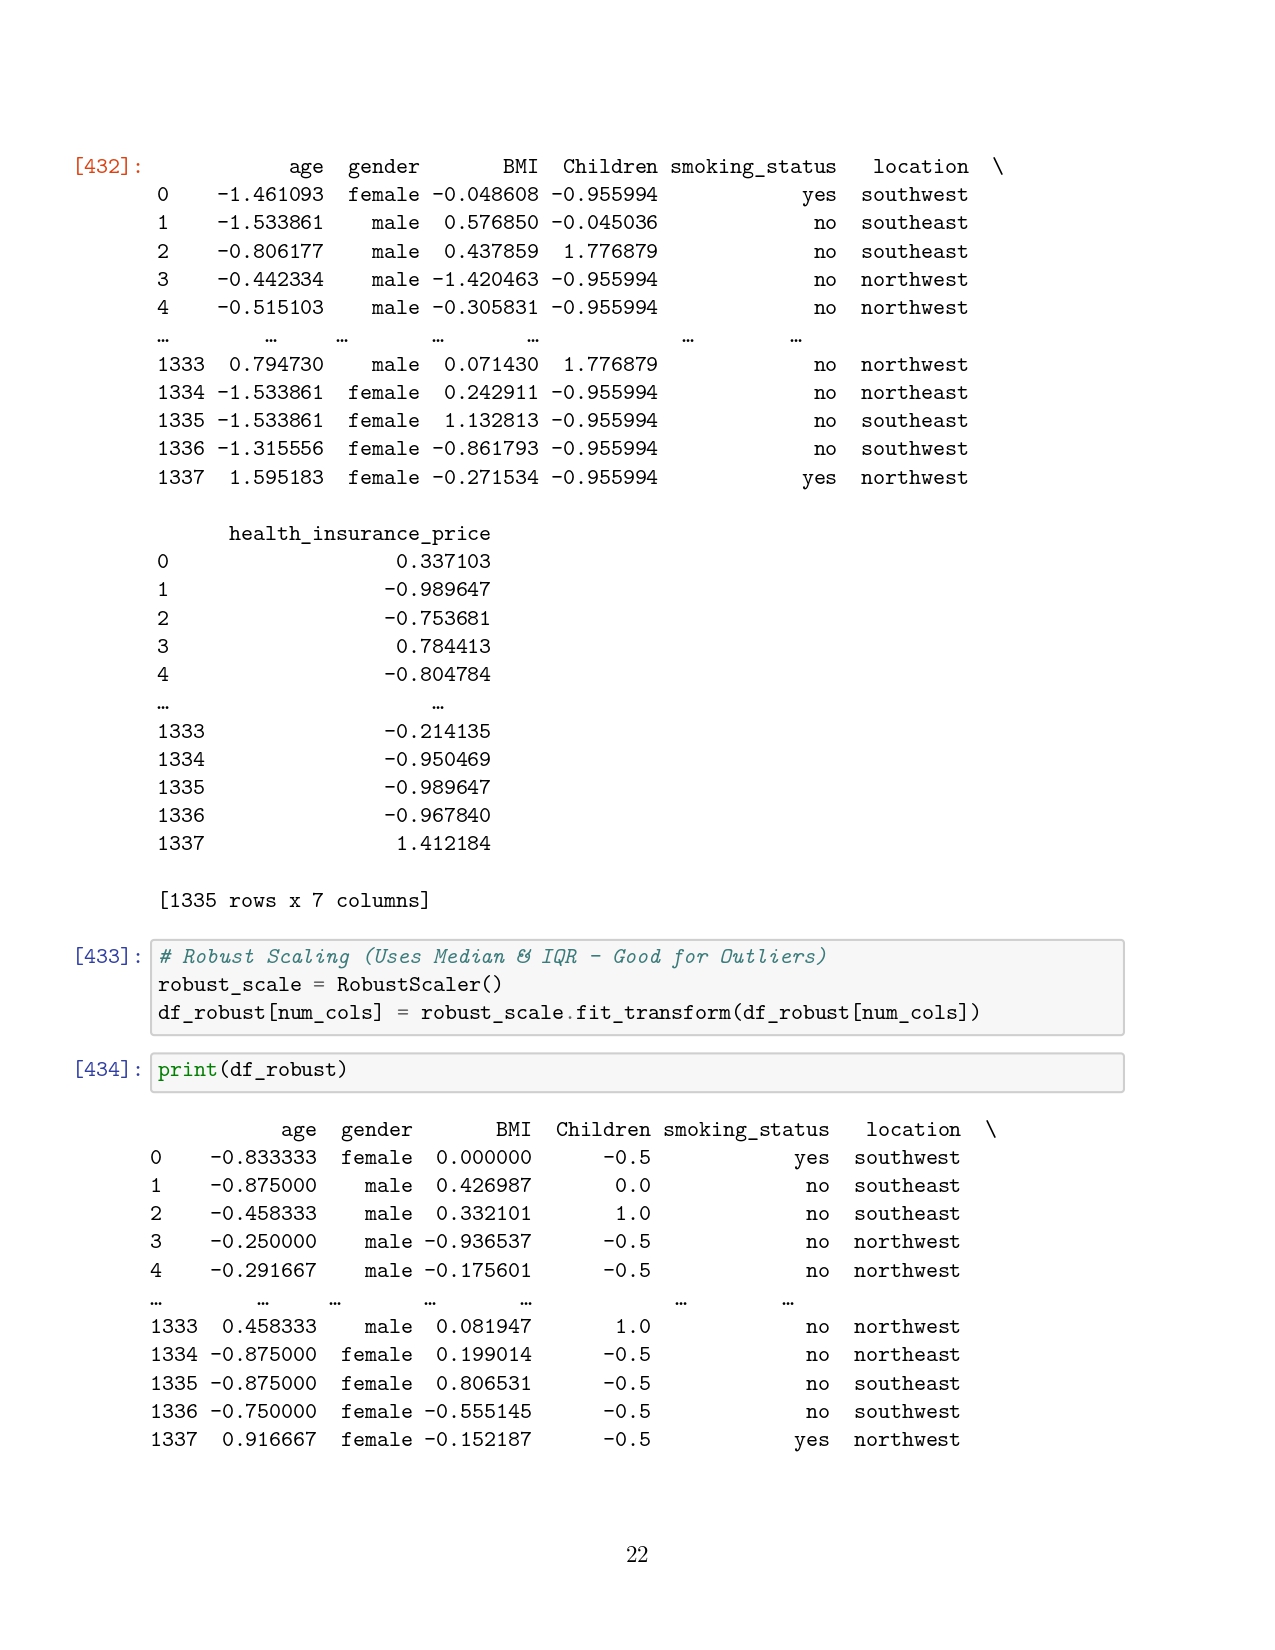 [432]:            age  gender       BMI  Children smoking_status   location  \
0    -1.461093  female -0.048608 -0.955994            yes  southwest
1    -1.533861    male  0.576850 -0.045036             no  southeast
2    -0.806177    male  0.437859  1.776879             no  southeast
3    -0.442334    male -1.420463 -0.955994             no  northwest
4    -0.515103    male -0.305831 -0.955994             no  northwest
…        …     …       …       …            …        …
1333  0.794730    male  0.071430  1.776879             no  northwest
1334 -1.533861  female  0.242911 -0.955994             no  northeast
1335 -1.533861  female  1.132813 -0.955994             no  southeast
1336 -1.315556  female -0.861793 -0.955994             no  southwest
1337  1.595183  female -0.271534 -0.955994            yes  northwest
health_insurance_price
0                   0.337103
1                  -0.989647
2                  -0.753681
3                   0.784413
4                  -0.804784
…                      …
1333               -0.214135
1334               -0.950469
1335               -0.989647
1336               -0.967840
1337                1.412184
[1335 rows x 7 columns]
[433]: # Robust Scaling (Uses Median & IQR - Good for Outliers)
robust_scale = RobustScaler()
df_robust[num_cols] = robust_scale.fit_transform(df_robust[num_cols])
[434]: print(df_robust)
age  gender       BMI  Children smoking_status   location  \
0    -0.833333  female  0.000000      -0.5            yes  southwest
1    -0.875000    male  0.426987       0.0             no  southeast
2    -0.458333    male  0.332101       1.0             no  southeast
3    -0.250000    male -0.936537      -0.5             no  northwest
4    -0.291667    male -0.175601      -0.5             no  northwest
…        …     …       …       …            …        …
1333  0.458333    male  0.081947       1.0             no  northwest
1334 -0.875000  female  0.199014      -0.5             no  northeast
1335 -0.875000  female  0.806531      -0.5             no  southeast
1336 -0.750000  female -0.555145      -0.5             no  southwest
1337  0.916667  female -0.152187      -0.5            yes  northwest
22